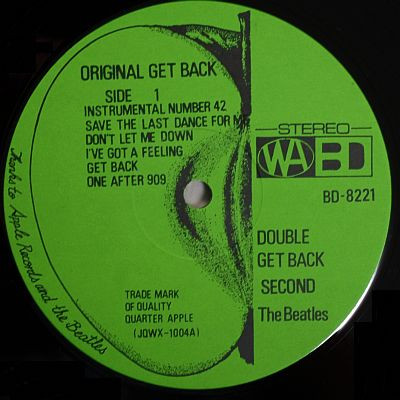 ORIGINAL GET BACK
SIDE 1
INSTRUMENTAL NUMBER 42
SAVE THE LAST DANCE FOR ME
DON'T LET ME DOWN
I'VE GOT A FEELING
GET BACK
ONE AFTER 909
STEREO
WA BD
BD-8221
DOUBLE
GET BACK
SECOND
The Beatles
TRADE MARK
OF QUALITY
QUARTER APPLE
(JQWX-1004A)
Thanks to Apple Records and the Beatles